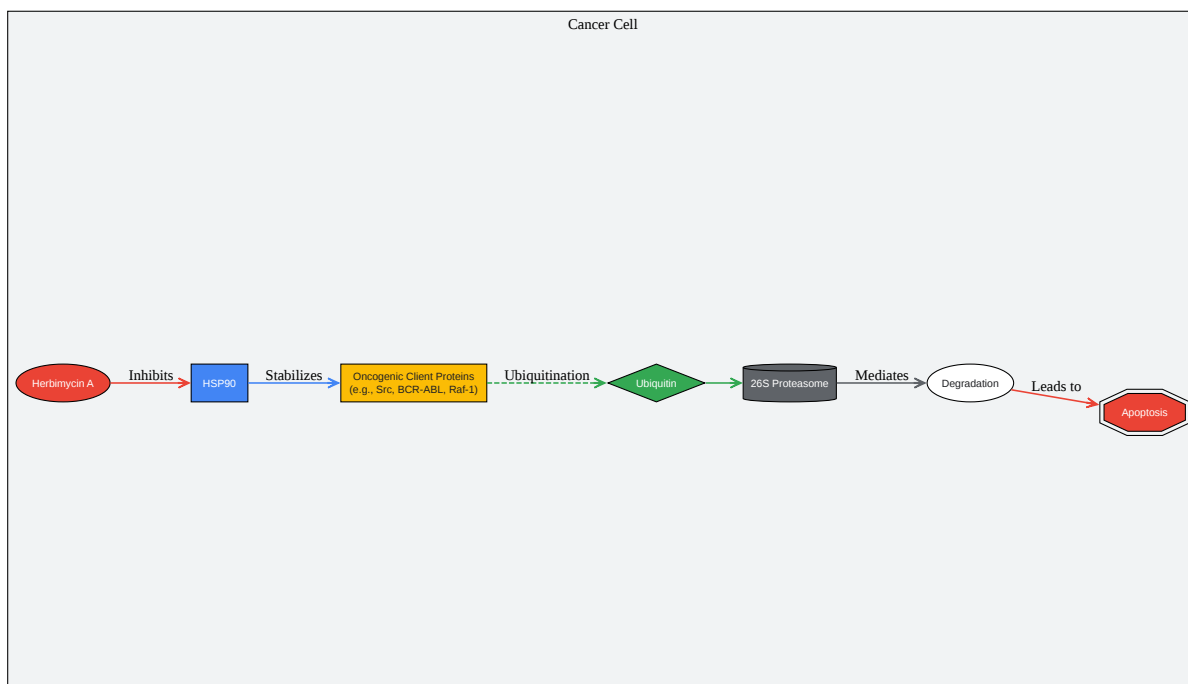 Cancer Cell
Herbimycin A
Inhibits
HSP90
Stabilizes
Oncogenic Client Proteins
(e.g., Src, BCR-ABL, Raf-1)
Ubiquitination
Ubiquitin
26S Proteasome
Mediates
Degradation
Leads to
Apoptosis